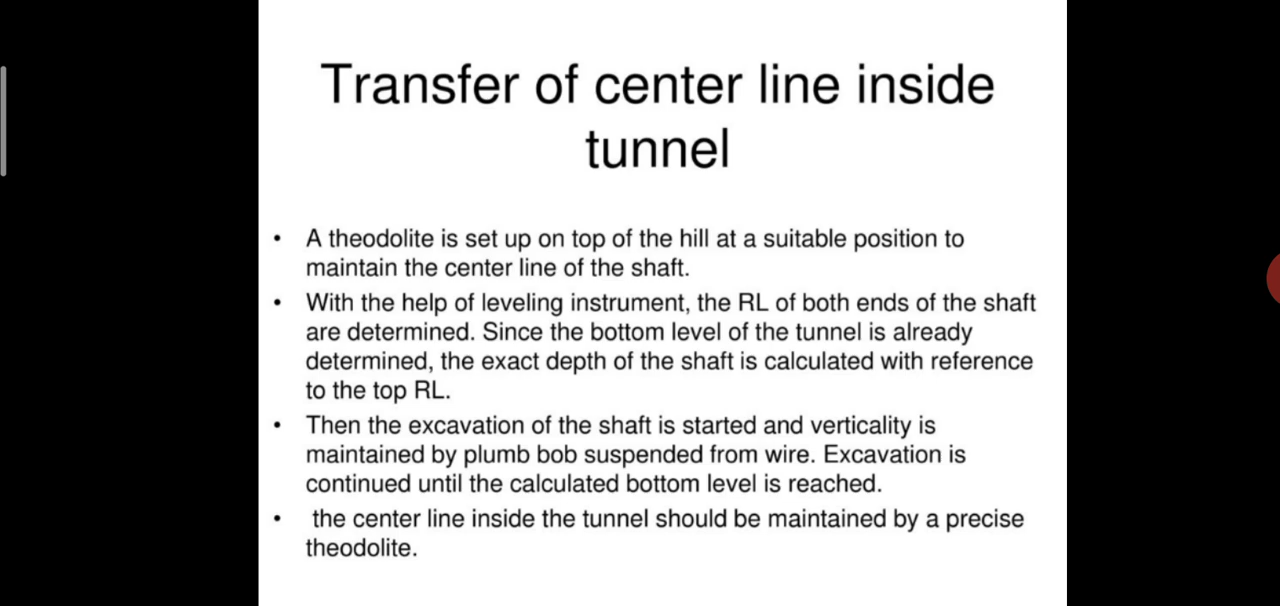 Transfer of center line inside
tunnel
• A theodolite is set up on top of the hill at a suitable position to
maintain the center line of the shaft.
• With the help of leveling instrument, the RL of both ends of the shaft
are determined. Since the bottom level of the tunnel is already
determined, the exact depth of the shaft is calculated with reference
to the top RL.
• Then the excavation of the shaft is started and verticality is
maintained by plumb bob suspended from wire. Excavation is
continued until the calculated bottom level is reached.
• the center line inside the tunnel should be maintained by a precise
theodolite.